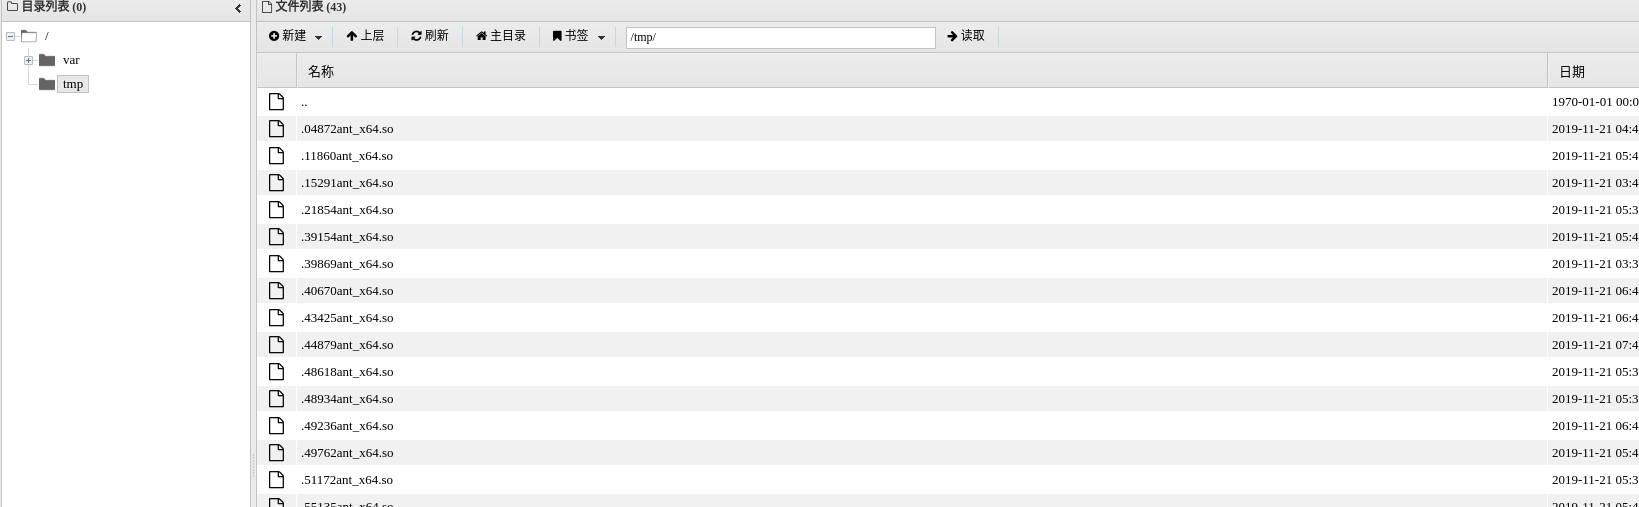 目录列表 (0)
文件列表 (43)
新建 上层 刷新 主目录 书签 /tmp/ 读取
/
var
tmp
名称 日期
.. 1970-01-01 00:0
.04872ant_x64.so 2019-11-21 04:4
.11860ant_x64.so 2019-11-21 05:4
.15291ant_x64.so 2019-11-21 03:4
.21854ant_x64.so 2019-11-21 05:3
.39154ant_x64.so 2019-11-21 05:4
.39869ant_x64.so 2019-11-21 03:3
.40670ant_x64.so 2019-11-21 06:4
.43425ant_x64.so 2019-11-21 06:4
.44879ant_x64.so 2019-11-21 07:4
.48618ant_x64.so 2019-11-21 05:3
.48934ant_x64.so 2019-11-21 05:3
.49236ant_x64.so 2019-11-21 06:4
.49762ant_x64.so 2019-11-21 05:4
.51172ant_x64.so 2019-11-21 05:3
.55135ant_x64.so 2019-11-21 05:4